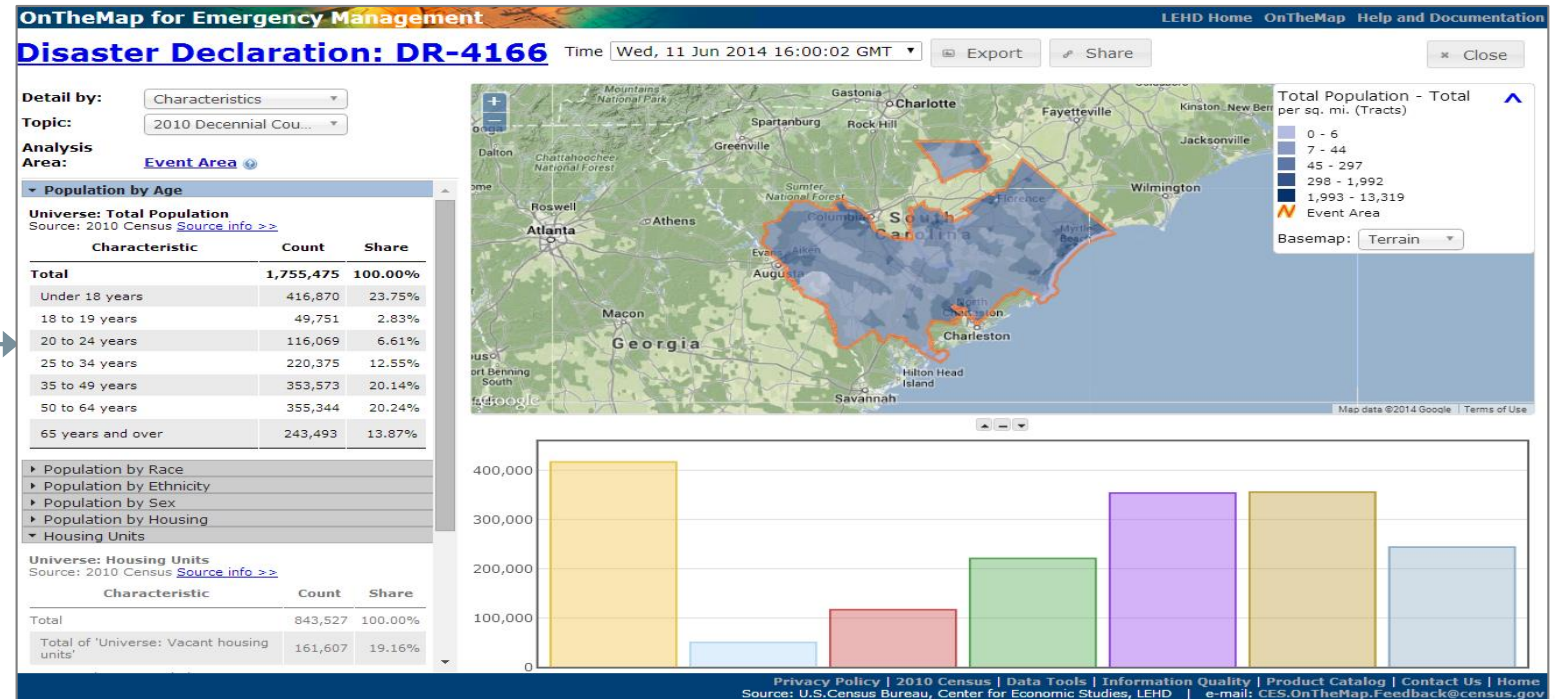 OnTheMap for Emergency Management
LEHD Home OnTheMap Help and Documentation
Disaster Declaration: DR-4166
Time Wed, 11 Jun 2014 16:00:02 GMT
Export
Share
Close
Detail by: Characteristics
Topic: 2010 Decennial Cou...
Analysis
Area: Event Area
Population by Age
Universe: Total Population
Source: 2010 Census Source info >>
Characteristic Count Share
Total 1,755,475 100.00%
Under 18 years 416,870 23.75%
18 to 19 years 49,751 2.83%
20 to 24 years 116,069 6.61%
25 to 34 years 220,375 12.55%
35 to 49 years 353,573 20.14%
50 to 64 years 355,344 20.24%
65 years and over 243,493 13.87%
Population by Race
Population by Ethnicity
Population by Sex
Population by Housing
Housing Units
Universe: Housing Units
Source: 2010 Census Source info >>
Characteristic Count Share
Total 843,527 100.00%
Total of 'Universe: Vacant housing
units' 161,607 19.16%
Mountains
National Park
Gastonia
Charlotte
Fayetteville
Kinston New Bern
Spartanburg
Rock Hill
Jacksonville
Greenville
Dalton
Chattahoochee
National Forest
Sumter
National Forest
Wilmington
Florence
Roswell
Atlanta
Athens
Columbia
South
Carolina
Myrtle
Beach
Evans
Aiken
Augusta
North
Charleston
Macon
Georgia
Charleston
ort Benning
South
Hilton Head
Island
Savannah
Google
Map data ©2014 Google
Terms of Use
Total Population - Total
per sq. mi. (Tracts)
0 - 6
7 - 44
45 - 297
298 - 1,992
1,993 - 13,319
Event Area
Basemap: Terrain
400,000
300,000
200,000
100,000
0
Privacy Policy | 2010 Census | Data Tools | Information Quality | Product Catalog | Contact Us | Home
Source: U.S.Census Bureau, Center for Economic Studies, LEHD | e-mail: CES.OnTheMap.Feedback@census.gov